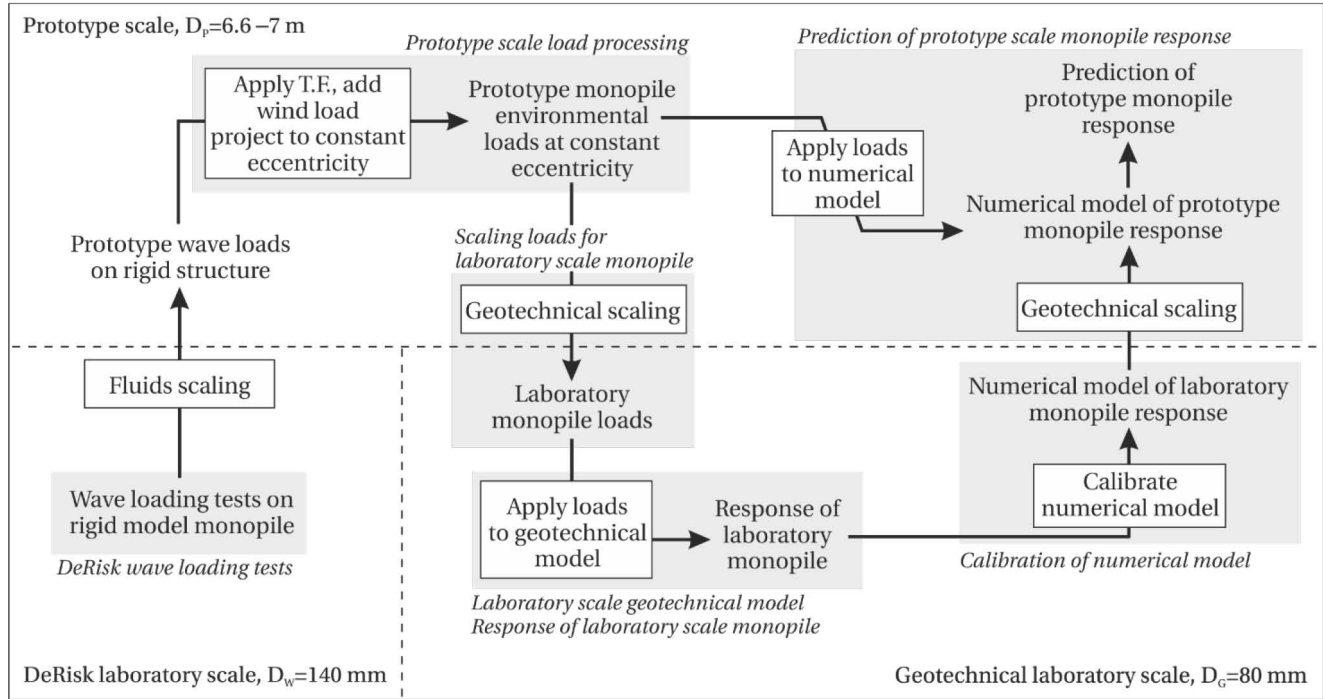 Prototype scale, Dₚ=6.6–7 m
Prototype scale load processing
Apply T.F., add
wind load
project to constant
eccentricity
Prototype monopile
environmental
loads at constant
eccentricity
Prediction of prototype scale monopile response
Prediction of
prototype monopile
response
Apply loads
to numerical
model
Numerical model of prototype
monopile response
Prototype wave loads
on rigid structure
Scaling loads for
laboratory scale monopile
Geotechnical scaling
Geotechnical scaling
Fluids scaling
Laboratory
monopile loads
Numerical model of laboratory
monopile response
Wave loading tests on
rigid model monopile
DeRisk wave loading tests
Apply loads
to geotechnical
model
Response of
laboratory
monopile
Calibrate
numerical model
Calibration of numerical model
Laboratory scale geotechnical model
Response of laboratory scale monopile
DeRisk laboratory scale, D_W=140 mm
Geotechnical laboratory scale, D_G=80 mm